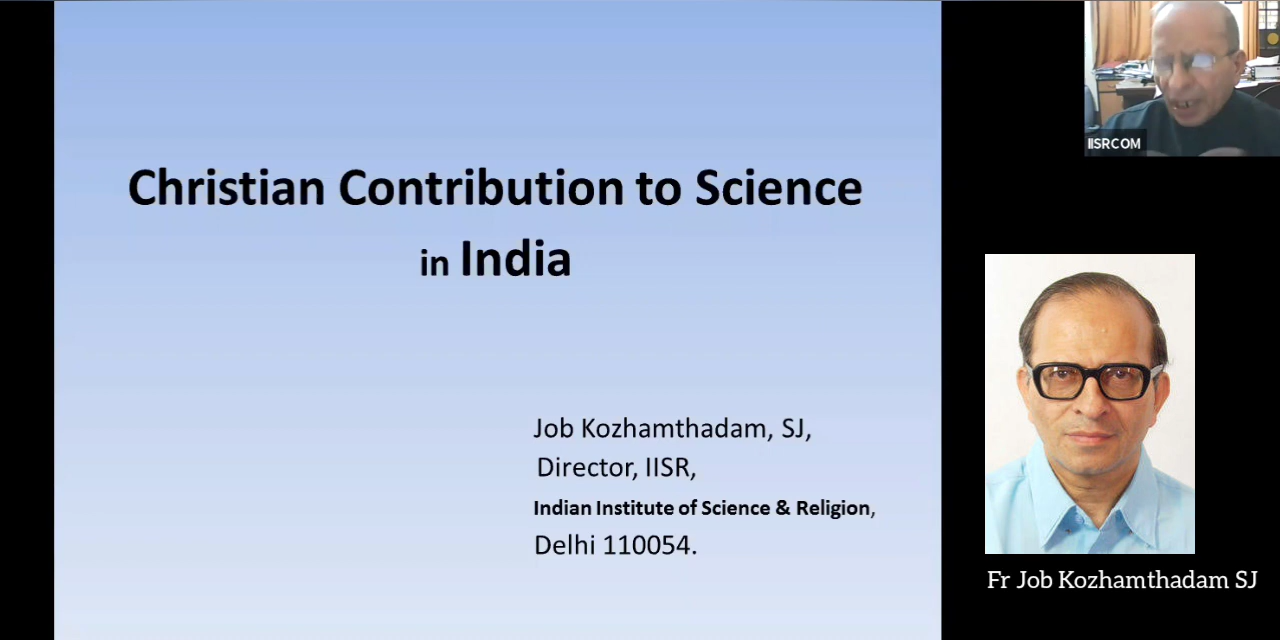 Christian Contribution to Science
in India
Job Kozhamthadam, SJ,
Director, IISR,
Indian Institute of Science & Religion,
Delhi 110054.
IISRCOM
Fr Job Kozhamthadam SJ